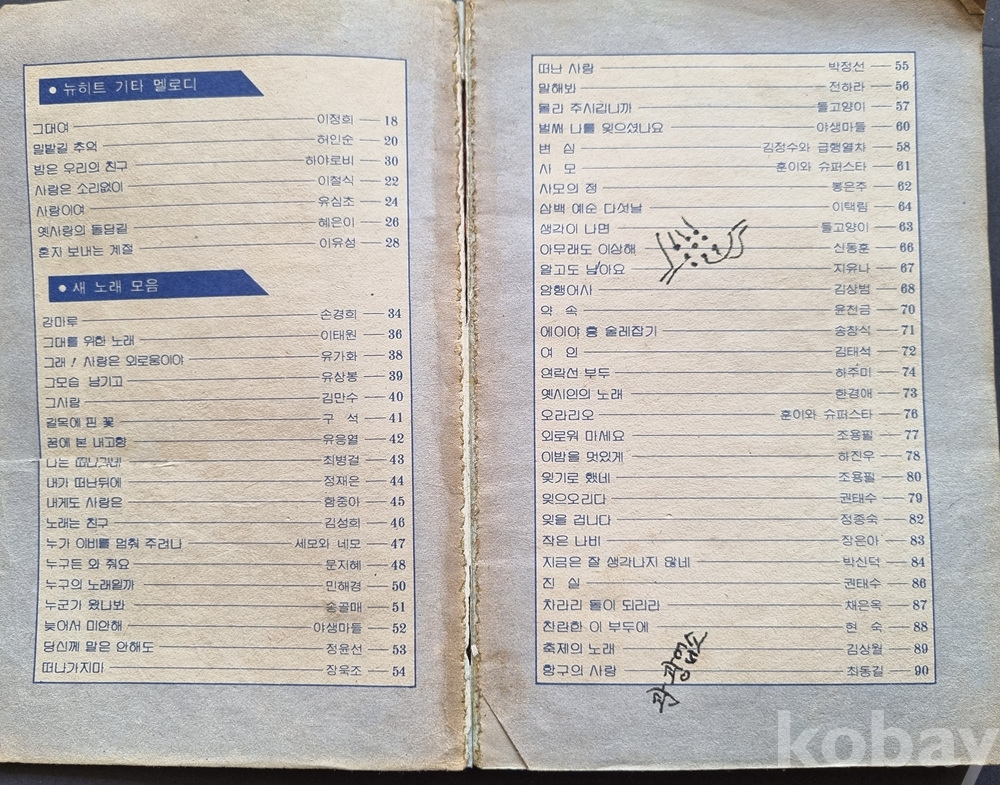 ● 뉴히트 기타 멜로디
그대여 이정희 18
밀밭길 추억 허인순 20
밤은 우리의 친구 하야로비 30
사랑은 소리없이 이철식 22
사랑이여 유심초 24
옛사랑의 돌담길 혜은이 26
혼자 보내는 계절 이유성 28
● 새 노래 모음
강마루 손경희 34
그대를 위한 노래 이태원 36
그래! 사랑은 외로움이야 유가화 38
그모습 남기고 유상봉 39
그사람 김만수 40
길목에 핀 꽃 구 석 41
꿈에 본 내고향 유응열 42
나는 떠나가네 최병걸 43
내가 떠난뒤에 정재은 44
내게도 사랑은 함중아 45
노래는 친구 김성희 46
누가 이비를 멈춰 주려나 세모와 네모 47
누구든 와 줘요 문지혜 48
누구의 노래일까 민해경 50
누군가 왔나봐 송골매 51
늦어서 미안해 야생마들 52
당신께 말은 안해도 정윤선 53
떠나가지마 장욱조 54
떠난 사랑 박정선 55
말해봐 전하라 56
몰리 주시립니까 돌고양이 57
벌써 나를 잊으셨나요 야생마들 60
변 심 김정수와 급행열차 58
사 모 훈이와 슈퍼스타 61
사모의 정 봉은주 62
삼백 예순 다섯날 이택림 64
생각이 나면 돌고양이 63
아무래도 이상해 신동훈 66
알고도 남아요 지유나 67
암행어사 김상범 68
약 속 윤천금 70
에이야 홍 술레잡기 송창식 71
여 인 김태석 72
연락선 부두 하주미 74
옛시인의 노래 한경애 73
오라리오 훈이와 슈퍼스타 76
외로워 마세요 조용필 77
이밤을 멋있게 하진우 78
잊기로 했네 조용필 80
잊으오리다 권태수 79
잊을 겁니다 정종숙 82
작은 나비 장은아 83
지금은 잘 생각나지 않네 박신덕 84
진 실 권태수 86
차라리 돌이 되리라 채은옥 87
찬란한 이 부두에 현 숙 88
축제의 노래 김상월 89
항구의 사랑 최동길 90
kobay